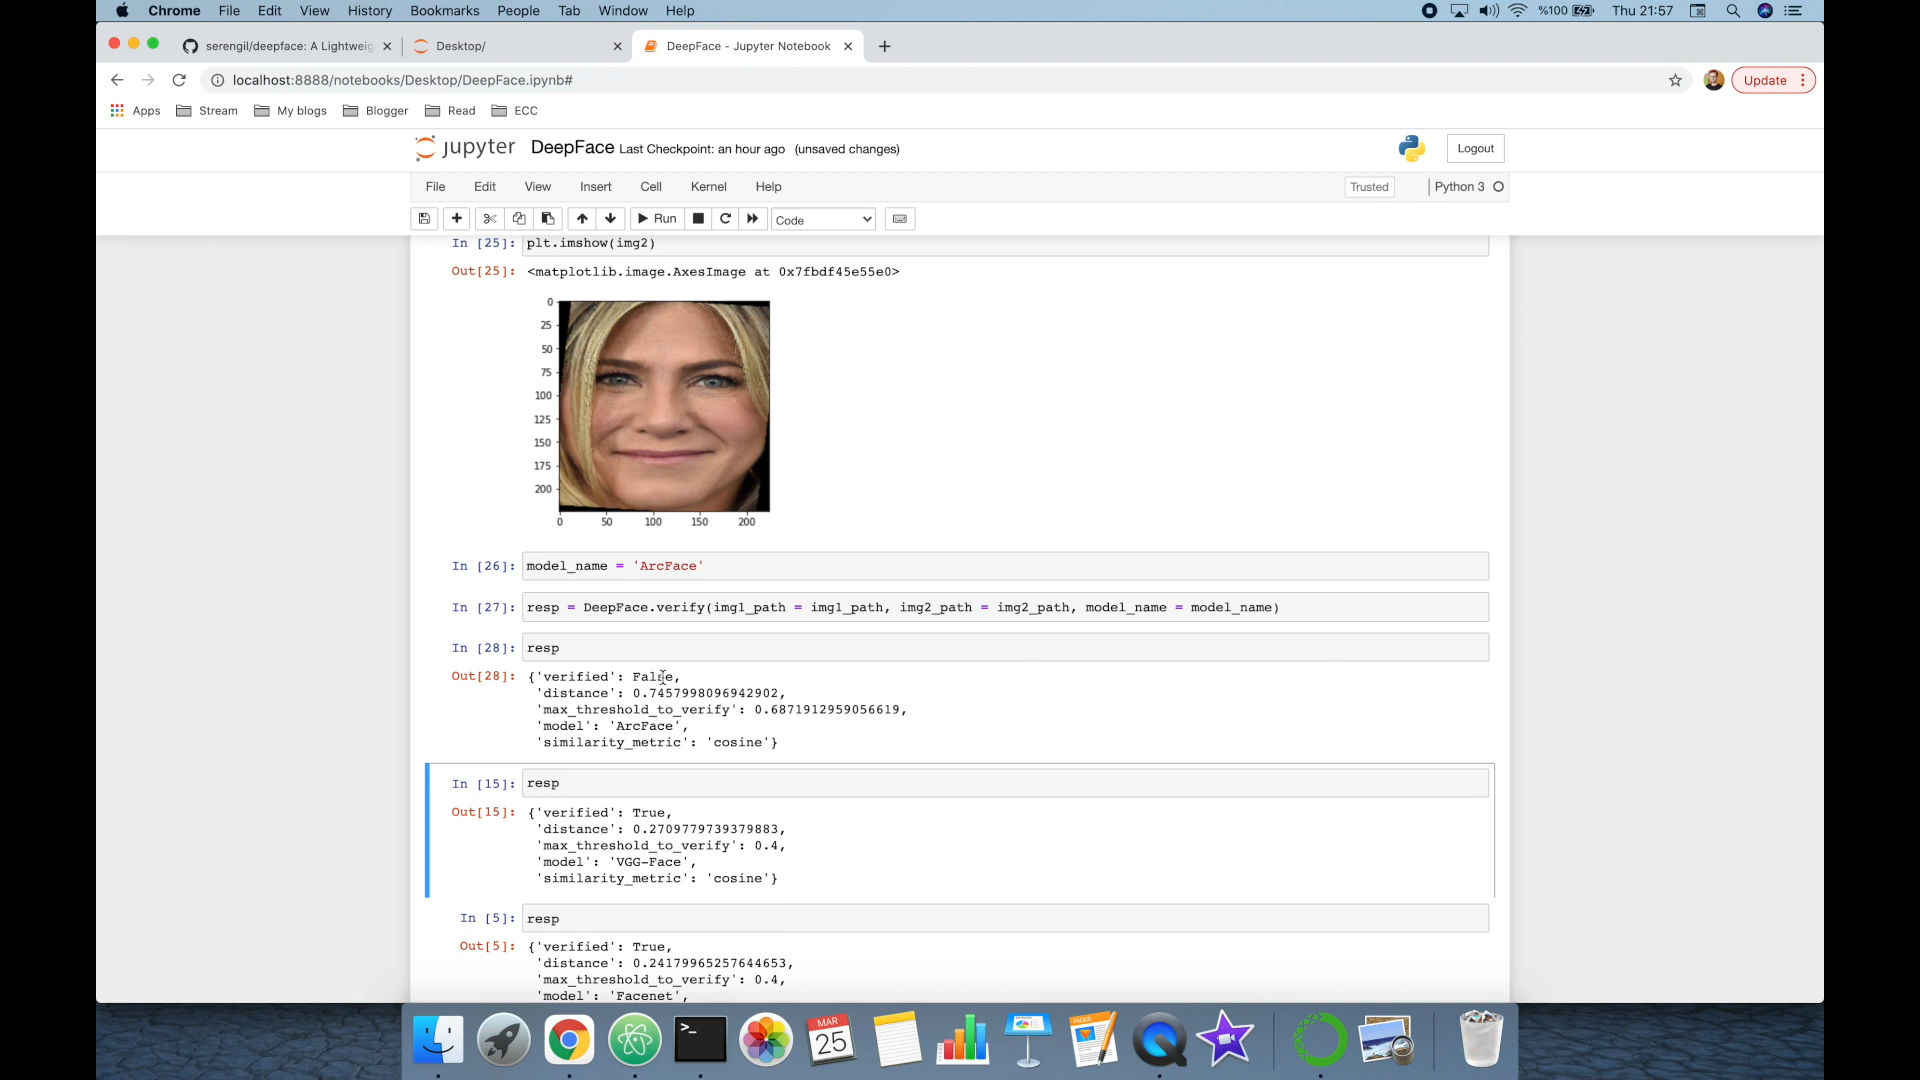 Chrome File Edit View History Bookmarks People Tab Window Help %100 Thu 21:57
serengil/deepface: A Lightweig Desktop/ DeepFace - Jupyter Notebook
localhost:8888/notebooks/Desktop/DeepFace.ipynb# Update
Apps Stream My blogs Blogger Read ECC
jupyter DeepFace Last Checkpoint: an hour ago (unsaved changes) Logout
File Edit View Insert Cell Kernel Help Trusted Python 3
Run Code
In [25]: plt.imshow(img2)
Out[25]: <matplotlib.image.AxesImage at 0x7fbdf45e55e0>
0
25
50
75
100
125
150
175
200
0 50 100 150 200
In [26]: model_name = 'ArcFace'
In [27]: resp = DeepFace.verify(img1_path = img1_path, img2_path = img2_path, model_name = model_name)
In [28]: resp
Out[28]: {'verified': False,
'distance': 0.7457998096942902,
'max_threshold_to_verify': 0.6871912959056619,
'model': 'ArcFace',
'similarity_metric': 'cosine'}
In [15]: resp
Out[15]: {'verified': True,
'distance': 0.2709779739379883,
'max_threshold_to_verify': 0.4,
'model': 'VGG-Face',
'similarity_metric': 'cosine'}
In [5]: resp
Out[5]: {'verified': True,
'distance': 0.24179965257644653,
'max_threshold_to_verify': 0.4,
'model': 'Facenet',
>_
MAR
25
PAGES